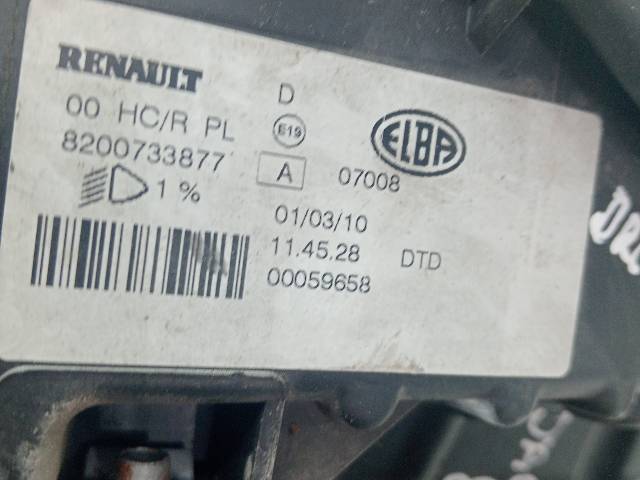 RENAULT
D
00 HC/R PL
E19
ELBA
8200733877
A
07008
1 %
01/03/10
11.45.28
DTD
00059658